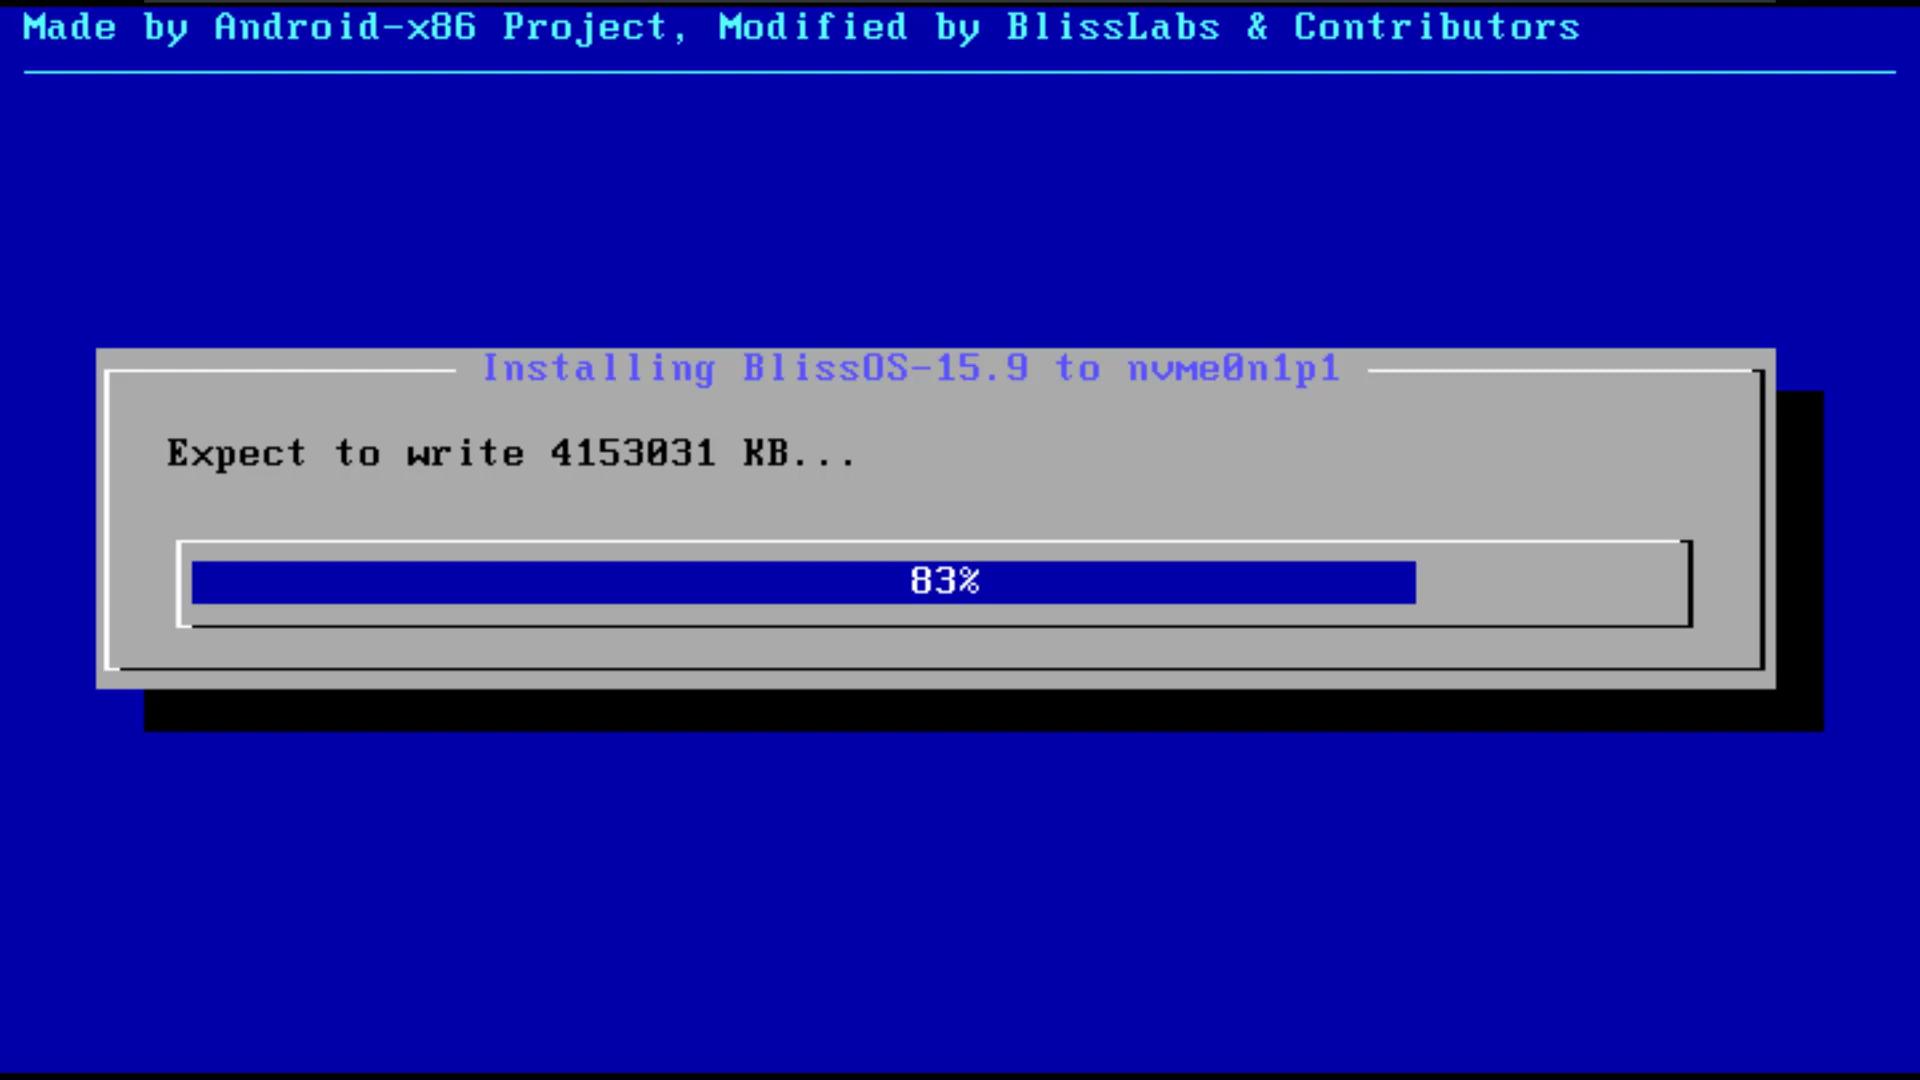 Made by Android-x86 Project, Modified by BlissLabs & Contributors
Installing BlissOS-15.9 to nvme0n1p1
Expect to write 4153031 KB...
83%